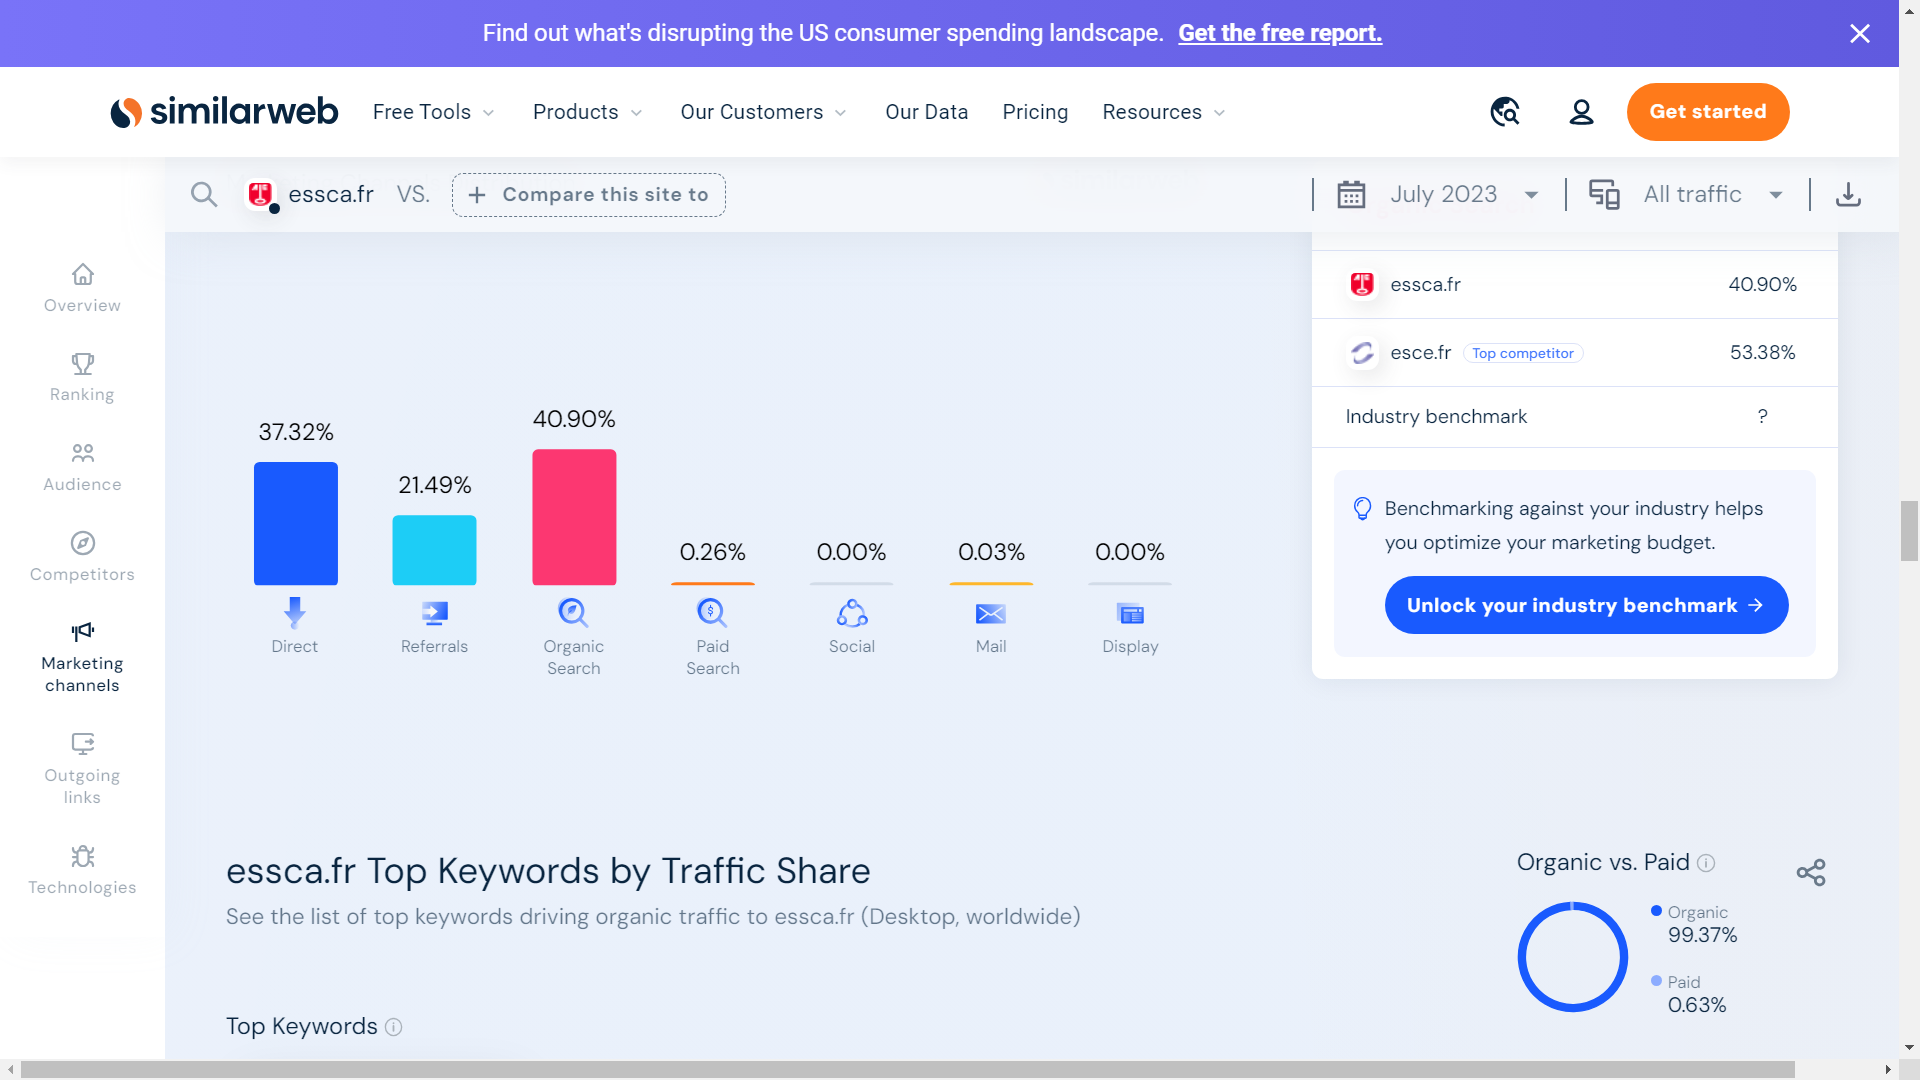 Find out what's disrupting the US consumer spending landscape. Get the free report.
similarweb Free Tools Products Our Customers Our Data Pricing Resources Get started
essca.fr VS. + Compare this site to July 2023 All traffic
Overview
Ranking
Audience
Competitors
Marketing
channels
Outgoing
links
Technologies
essca.fr 40.90%
esce.fr Top competitor 53.38%
Industry benchmark ?
Benchmarking against your industry helps
you optimize your marketing budget.
Unlock your industry benchmark →
37.32% 21.49% 40.90% 0.26% 0.00% 0.03% 0.00%
Direct Referrals Organic Paid Social Mail Display
Search Search
essca.fr Top Keywords by Traffic Share
See the list of top keywords driving organic traffic to essca.fr (Desktop, worldwide)
Organic vs. Paid
Organic
99.37%
Paid
0.63%
Top Keywords